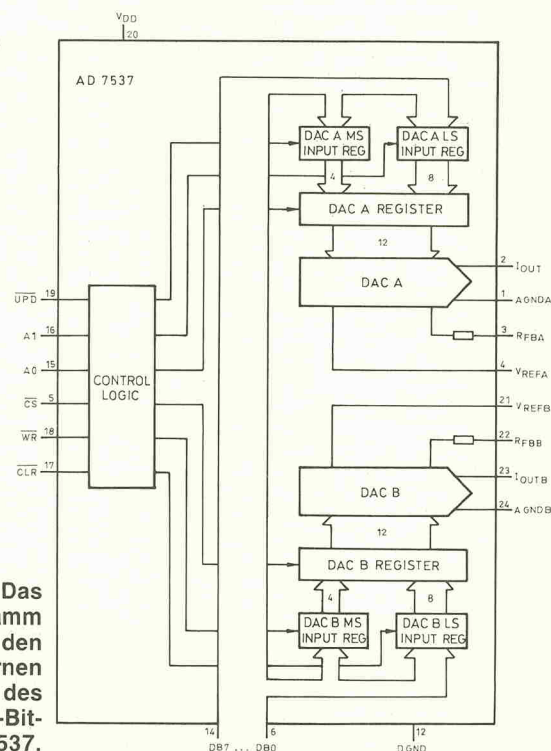 VDD
20
AD 7537
DAC A MS
INPUT REG
DAC A LS
INPUT REG
4
8
DAC A REGISTER
12
DAC A
2 IOUT
1 AGNDA
3 RFBA
4 VREFA
UPD 19
A1 16
A0 15
CS 5
WR 18
CLR 17
CONTROL
LOGIC
21 VREFB
22 RFBB
23 IOUTB
24 AGNDB
DAC B
12
DAC B REGISTER
4
8
DAC B MS
INPUT REG
DAC B LS
INPUT REG
14
6
12
DB7 ... DB0
DGND
Das
amm
den
rnen
des
-Bit-
537.